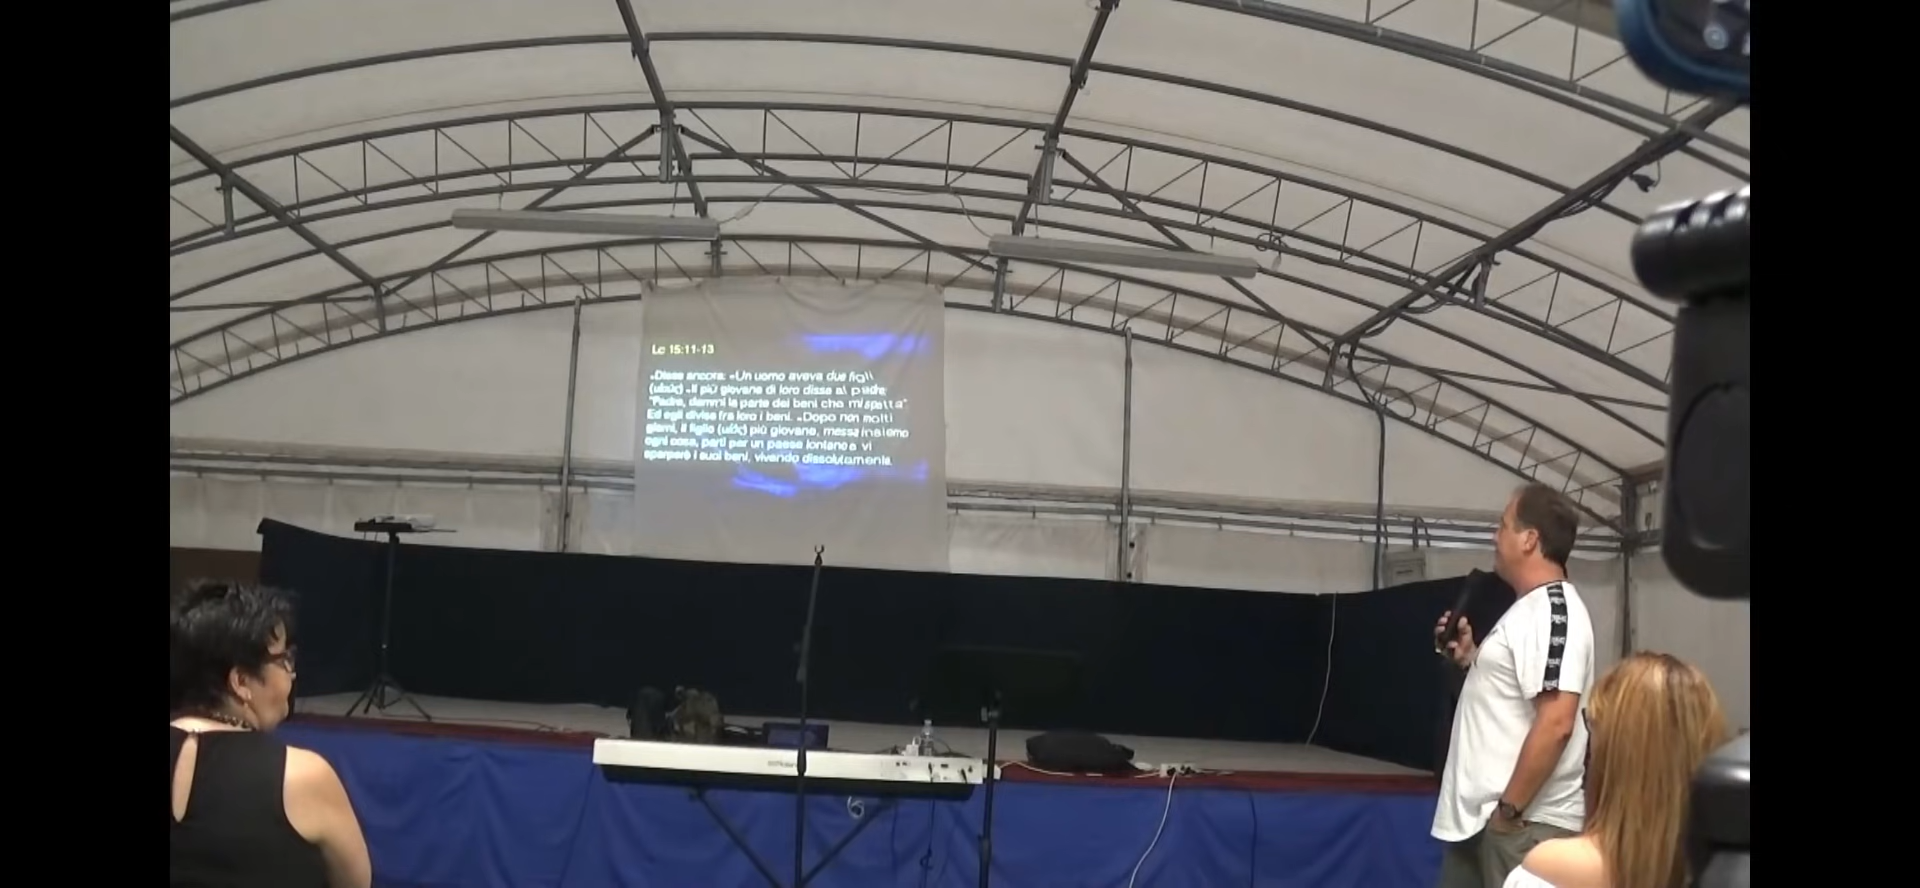 Lc 15:11-13
«Disse ancora: «Un uomo aveva due figli
(υἱούς) «Il più giovane di loro disse al padre:
"Padre, dammi la parte dei beni che mi spetta"
Ed egli divise fra loro i beni. «Dopo non molti
giorni, il figlio (υἱὸς) più giovane, messa insieme
ogni cosa, partì per un paese lontano e vi
sperperò i suoi beni, vivendo dissolutamente.
Roland